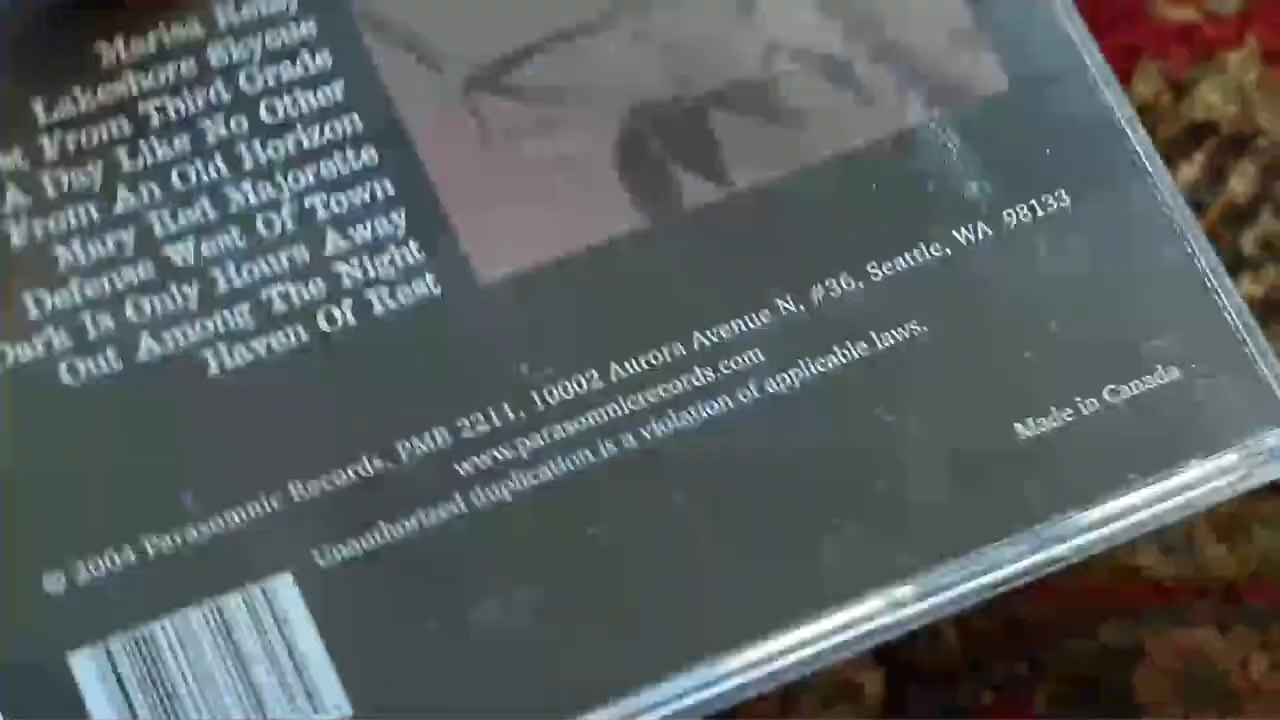 Marisa
Lakeshore Skycue
From Third Grade
A Day Like No Other
From An Old Horizon
Mary Red Majorette
Defense West Of Town
Dark Is Only Hours Away
Out Among The Night
Haven Of Rest
© 2004 Parasomnic Records, PMB 2211, 10002 Aurora Avenue N, #36, Seattle, WA 98133
www.parasomnicrecords.com
Unauthorized duplication is a violation of applicable laws.
Made in Canada